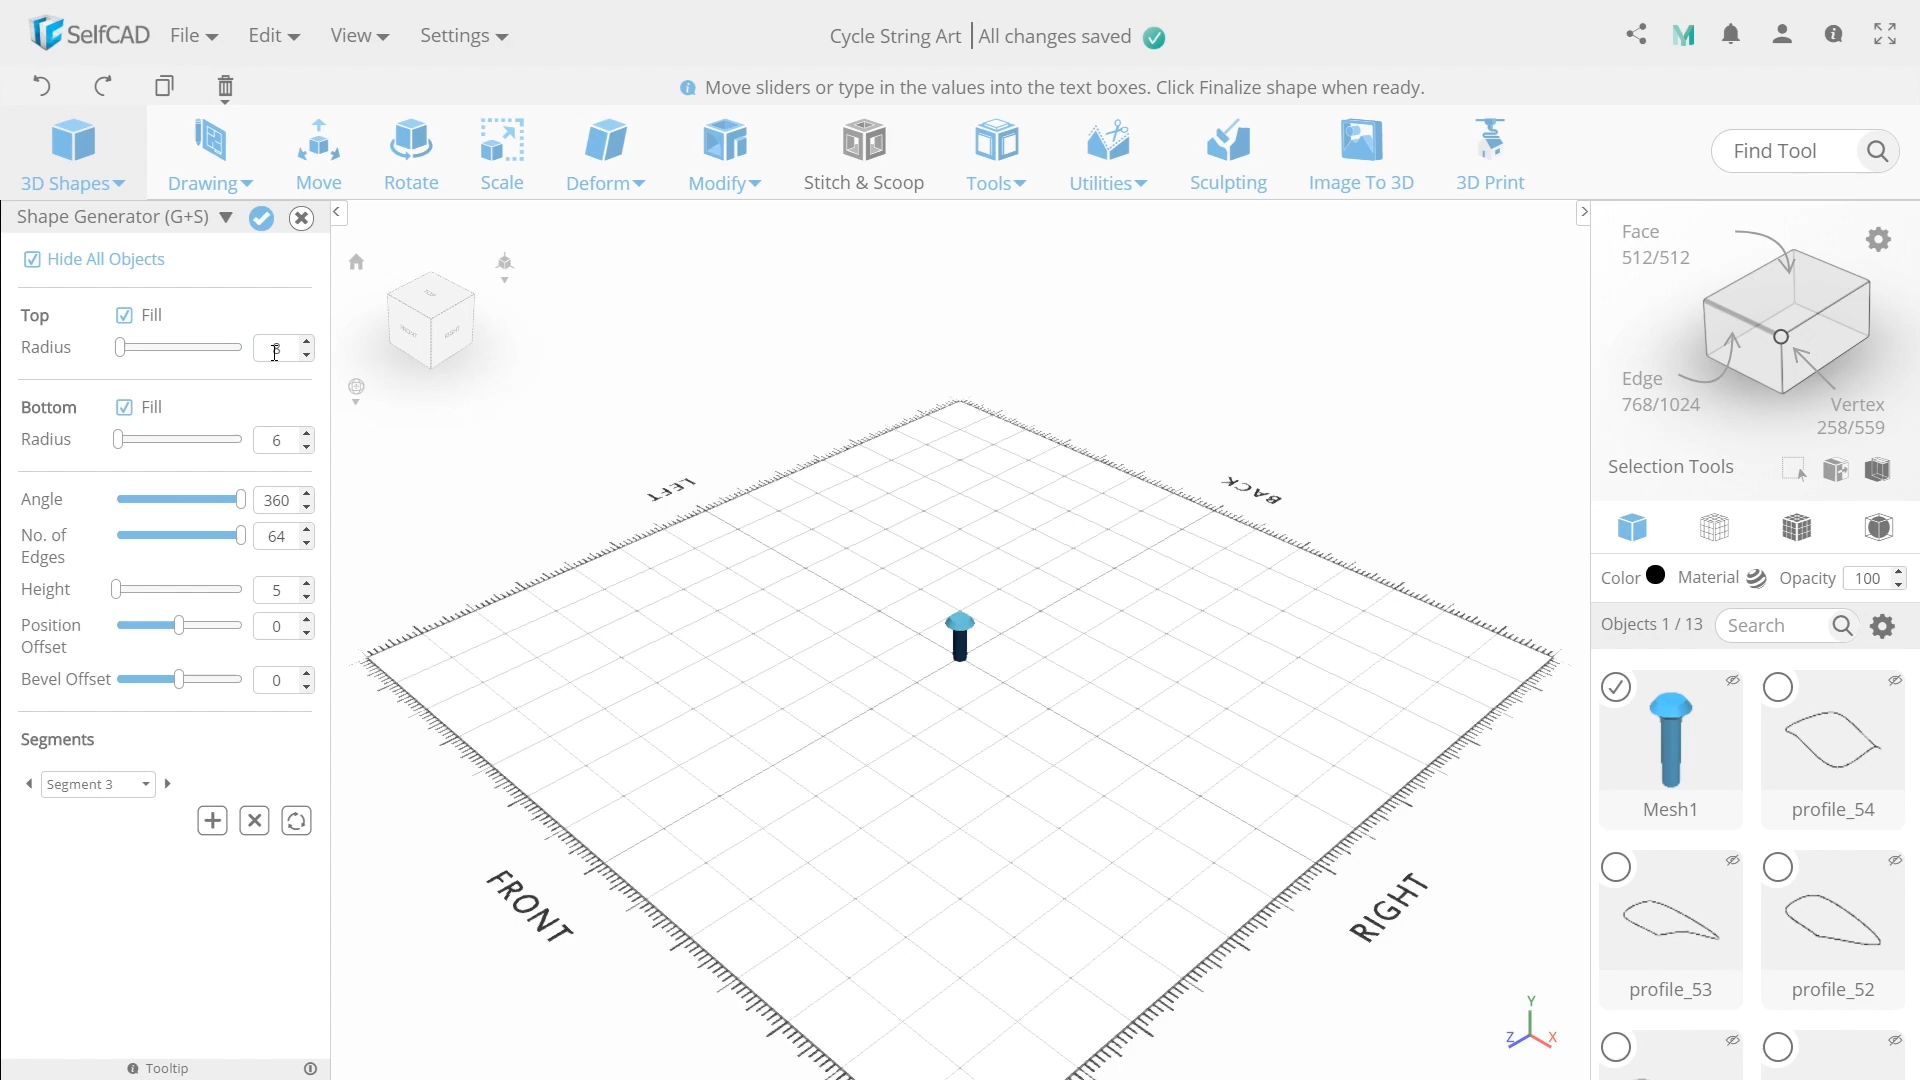 SelfCAD File Edit View Settings
Cycle String Art | All changes saved
Move sliders or type in the values into the text boxes. Click Finalize shape when ready.
3D Shapes Drawing Move Rotate Scale Deform Modify Stitch & Scoop Tools Utilities Sculpting Image To 3D 3D Print
Find Tool
Shape Generator (G+S)
Hide All Objects
Top Fill
Radius 8
Bottom Fill
Radius 6
Angle 360
No. of
Edges 64
Height 5
Position
Offset 0
Bevel Offset 0
Segments
Segment 3
Tooltip
TOP
FRONT RIGHT
LEFT
BACK
FRONT
RIGHT
Y
Z X
Face
512/512
Edge
768/1024
Vertex
258/559
Selection Tools
Color Material Opacity 100
Objects 1 / 13 Search
Mesh1 profile_54
profile_53 profile_52